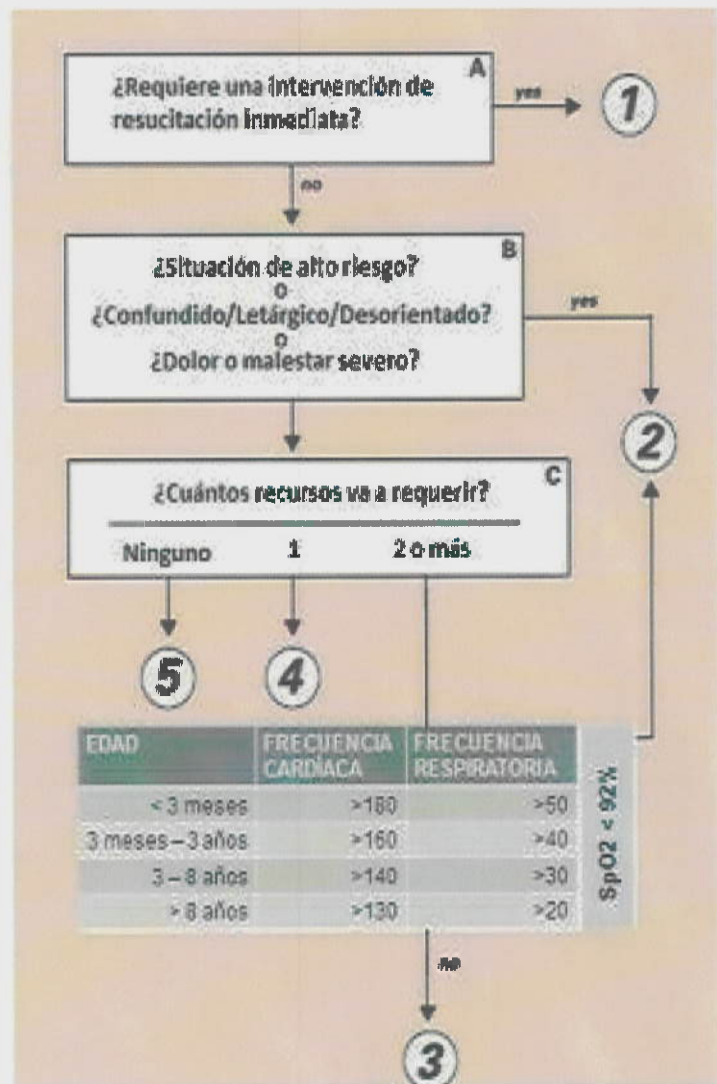 ¿Requiere una intervención de
resucitación inmediata?
A
yes
1
no
B
¿Situación de alto riesgo?
o
¿Confundido/Letárgico/Desorientado?
o
¿Dolor o malestar severo?
yes
2
C
¿Cuántos recursos va a requerir?
Ninguno 1 2 o más
5 4
EDAD FRECUENCIA CARDÍACA FRECUENCIA RESPIRATORIA
< 3 meses >180 >50
3 meses – 3 años >160 >40
3 – 8 años >140 >30
> 8 años >130 >20
SpO2 < 92%
no
3